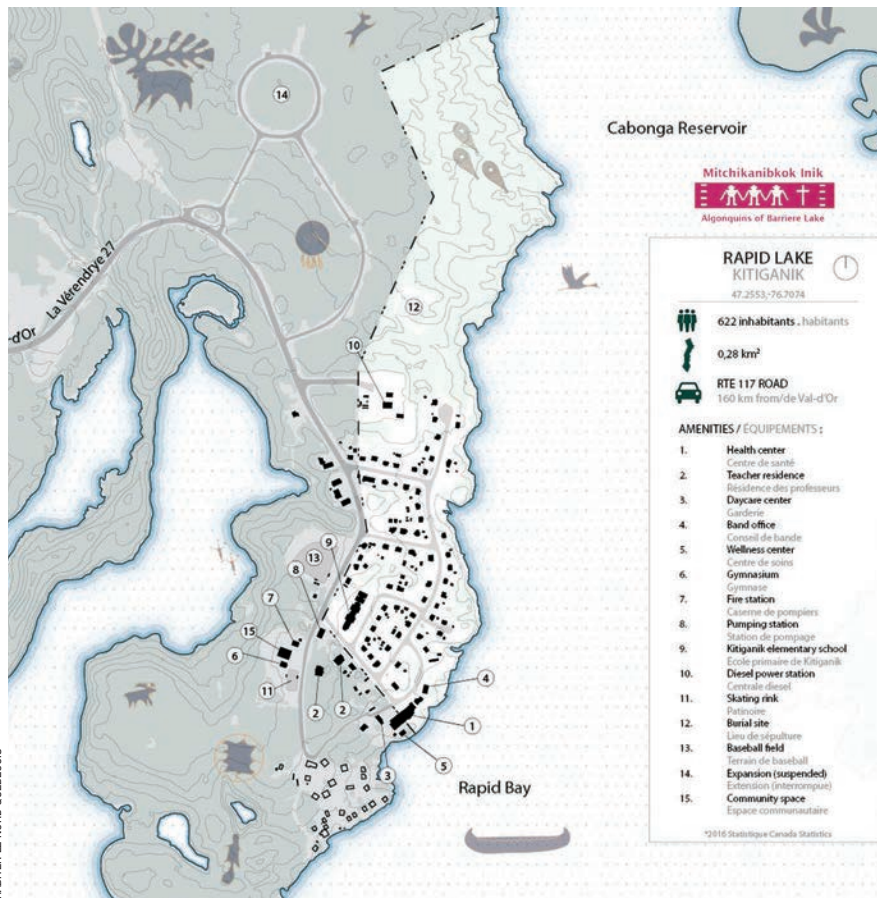 14
Cabonga Reservoir
Mitchikanibkok Inik
Algonquins of Barriere Lake
La Vérendrye 27
-d'Or
12
10
9
13
8
7
15
6
11
2
2
4
1
5
3
Rapid Bay
RAPID LAKE
KITIGANIK
47.2553,-76.7074
622 inhabitants . habitants
0,28 km²
RTE 117 ROAD
160 km from/de Val-d'Or
AMENITIES / ÉQUIPEMENTS :
1. Health center
Centre de santé
2. Teacher residence
Résidence des professeurs
3. Daycare center
Garderie
4. Band office
Conseil de bande
5. Wellness center
Centre de soins
6. Gymnasium
Gymnase
7. Fire station
Caserne de pompiers
8. Pumping station
Station de pompage
9. Kitiganik elementary school
École primaire de Kitiganik
10. Diesel power station
Centrale diesel
11. Skating rink
Patinoire
12. Burial site
Lieu de sépulture
13. Baseball field
Terrain de baseball
14. Expansion (suspended)
Extension (interrompue)
15. Community space
Espace communautaire
*2016 Statistique Canada Statistics